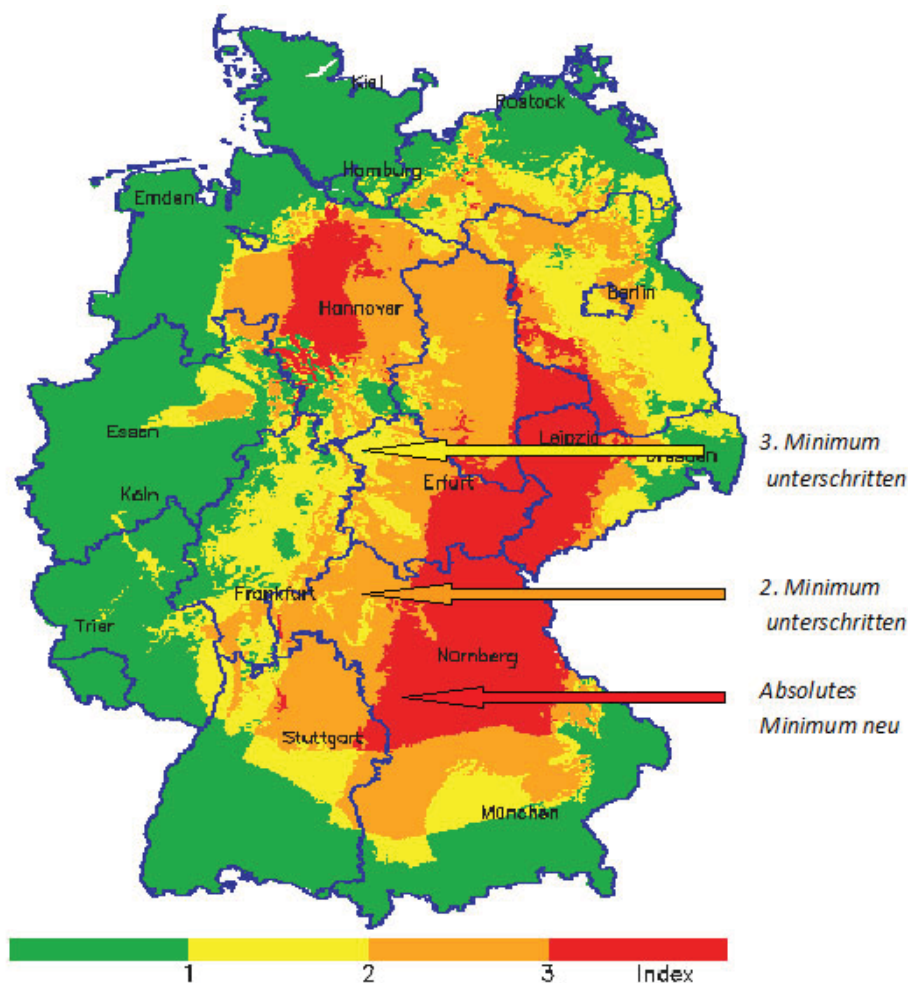 Kiel
Rostock
Hamburg
Emden
Berlin
Hannover
Essen
Leipzig
3. Minimum
Dresden
unterschritten
Erfurt
Köln
Frankfurt
2. Minimum
unterschritten
Trier
Nürnberg
Absolutes
Minimum neu
Stuttgart
München
1 2 3 Index